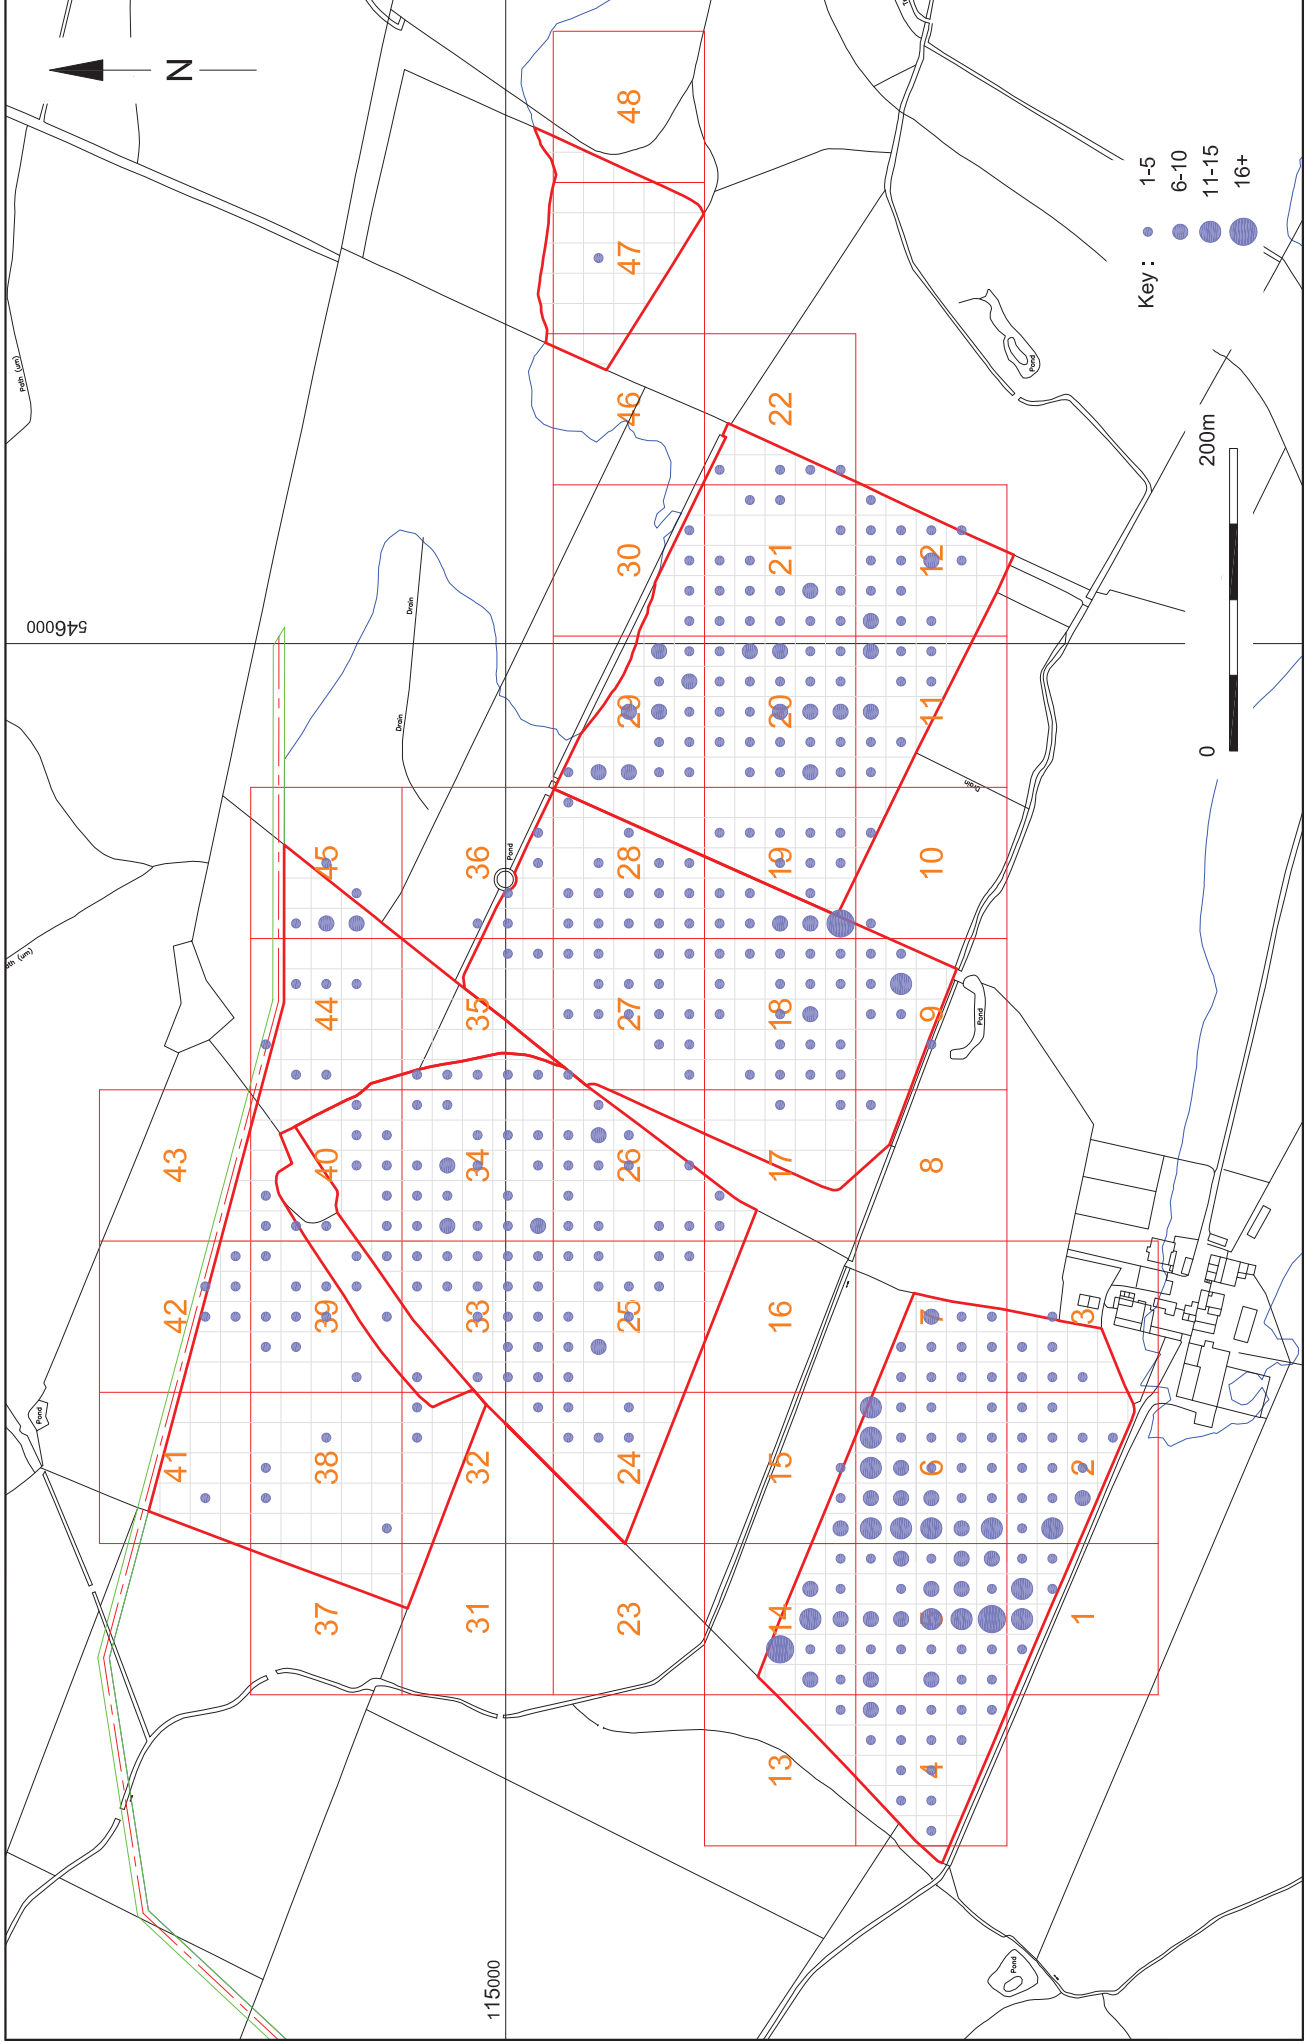 ath (um)
Path (um)
Pond
546000
N
41 42 43
37 38 39 40 44 45
Drain
Drain
115000
31 32 33 34 35 36
Pond
23 24 25 26 27 28 29 30 46 47 48
13 14 15 16 17 18 19 20 21 22
4 5 6 7 8 9 10 11 12
Drain
Pond
Pond
Pond
1 2 3
Key :
1-5
6-10
11-15
16+
0 200m